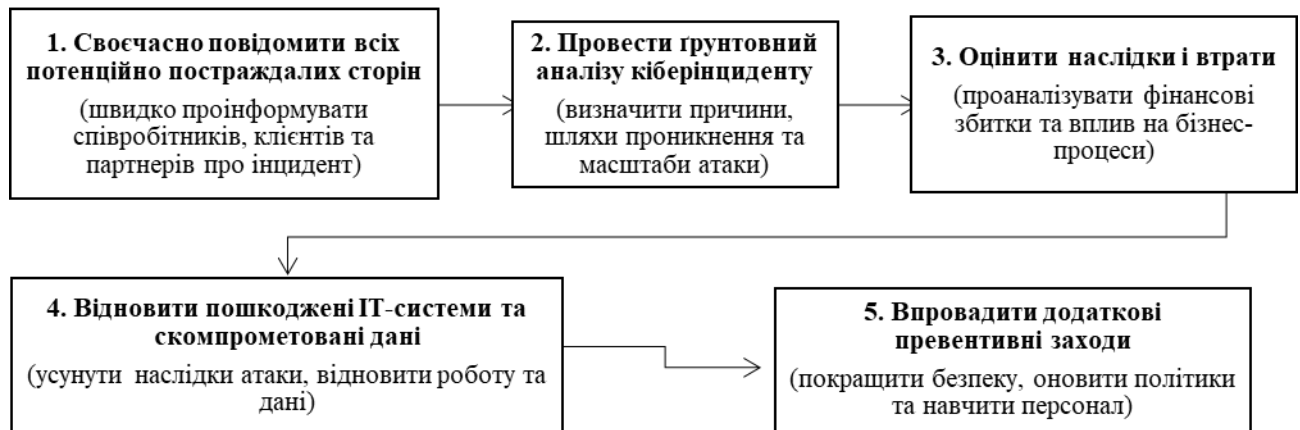 1. Своєчасно повідомити всіх
потенційно постраждалих сторін
(швидко проінформувати
співробітників, клієнтів та
партнерів про інцидент)
2. Провести ґрунтовний
аналізу кіберінциденту
(визначити причини,
шляхи проникнення та
масштаби атаки)
3. Оцінити наслідки і втрати
(проаналізувати фінансові
збитки та вплив на бізнес-
процеси)
4. Відновити пошкоджені ІТ-системи та
скомпрометовані дані
(усунути наслідки атаки, відновити роботу та
дані)
5. Впровадити додаткові
превентивні заходи
(покращити безпеку, оновити політики
та навчити персонал)